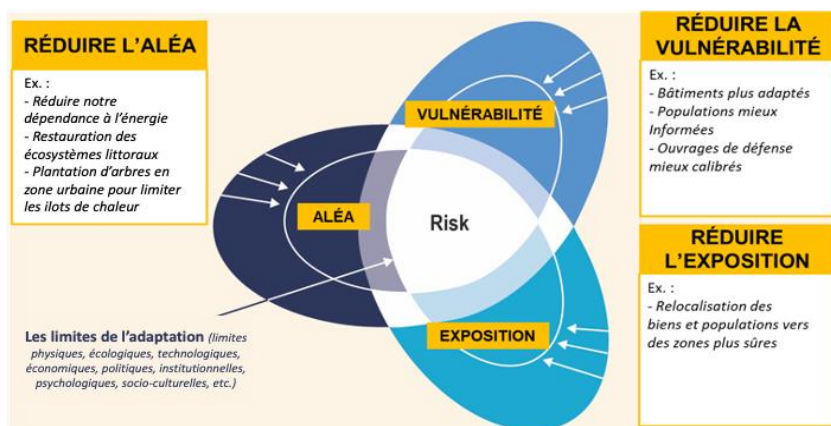 RÉDUIRE L'ALÉA
Ex. :
- Réduire notre
dépendance à l'énergie
- Restauration des
écosystèmes littoraux
- Plantation d'arbres en
zone urbaine pour limiter
les ilots de chaleur
RÉDUIRE LA
VULNÉRABILITÉ
Ex. :
- Bâtiments plus adaptés
- Populations mieux
Informées
- Ouvrages de défense
mieux calibrés
VULNÉRABILITÉ
ALÉA
Risk
EXPOSITION
RÉDUIRE
L'EXPOSITION
Ex. :
- Relocalisation des
biens et populations vers
des zones plus sûres
Les limites de l'adaptation (limites
physiques, écologiques, technologiques,
économiques, politiques, institutionnelles,
psychologiques, socio-culturelles, etc.)